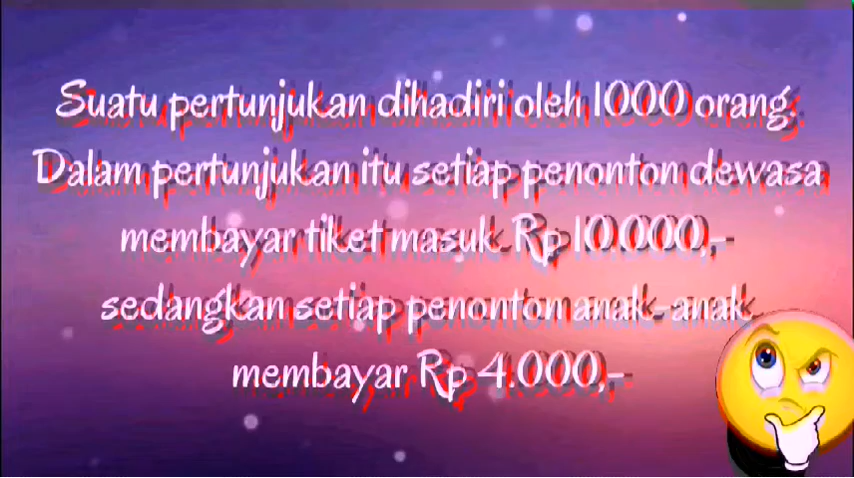 Suatu pertunjukan dihadiri oleh 1000 orang.
Dalam pertunjukan itu setiap penonton dewasa
membayar tiket masuk Rp 10.000,-
sedangkan setiap penonton anak-anak
membayar Rp 4.000,-